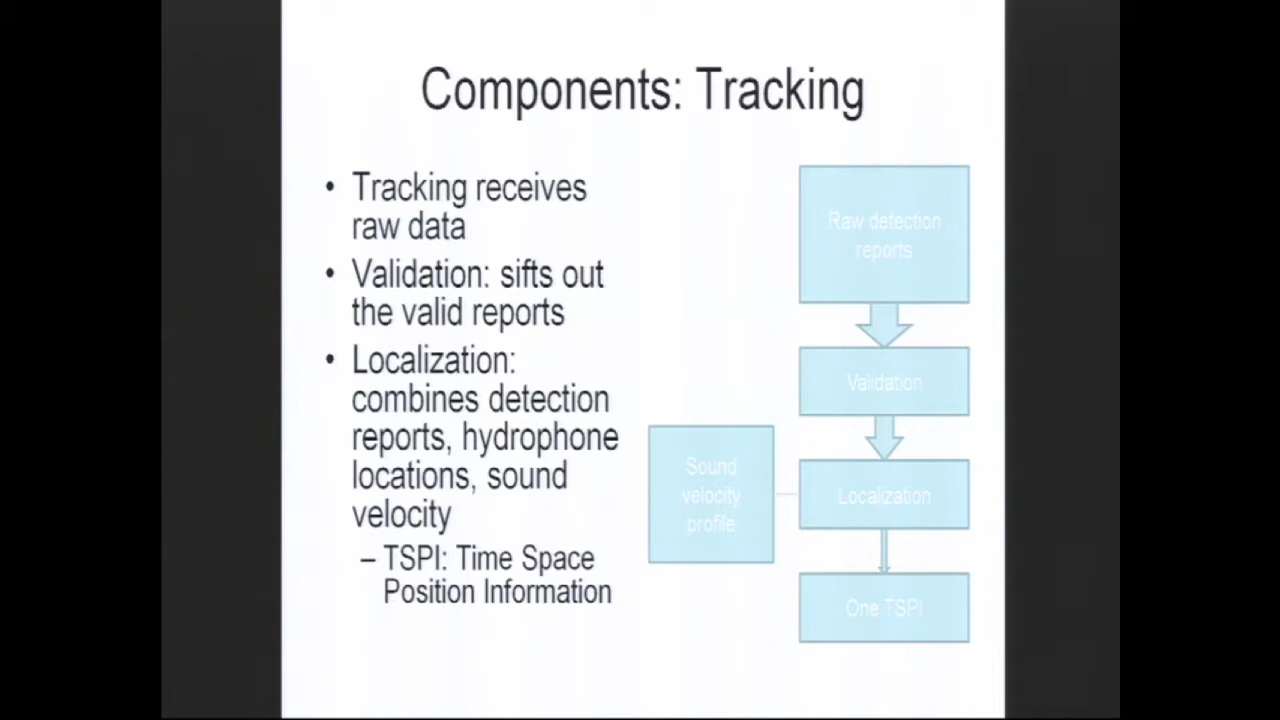 Components: Tracking
• Tracking receives
raw data
• Validation: sifts out
the valid reports
• Localization:
combines detection
reports, hydrophone
locations, sound
velocity
– TSPI: Time Space
Position Information
Raw detection
reports
Validation
Sound
velocity
profile
Localization
One TSPI